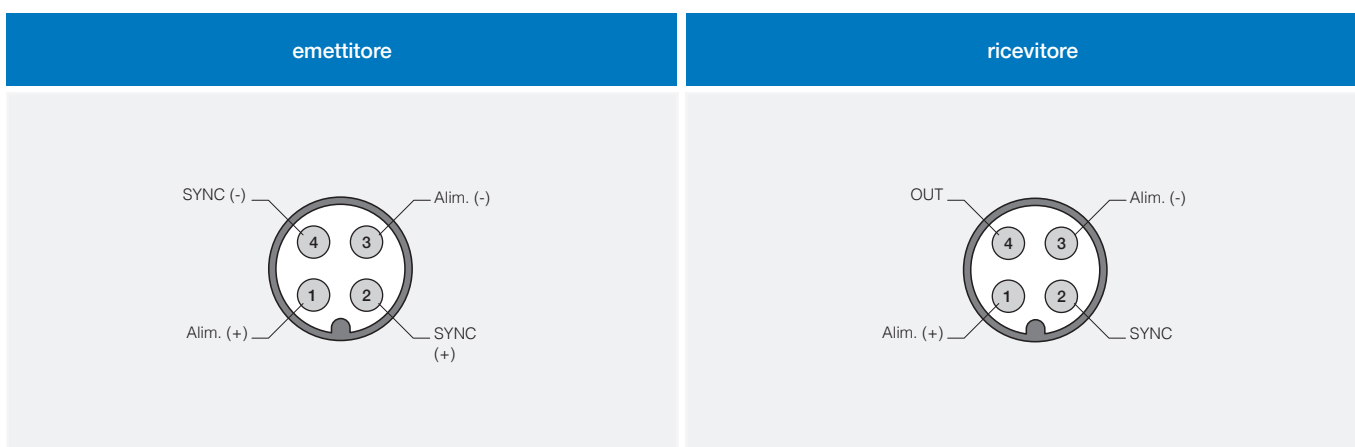 emettitore
ricevitore
SYNC (-)
Alim. (-)
4
3
1
2
Alim. (+)
SYNC
(+)
OUT
Alim. (-)
4
3
1
2
Alim. (+)
SYNC